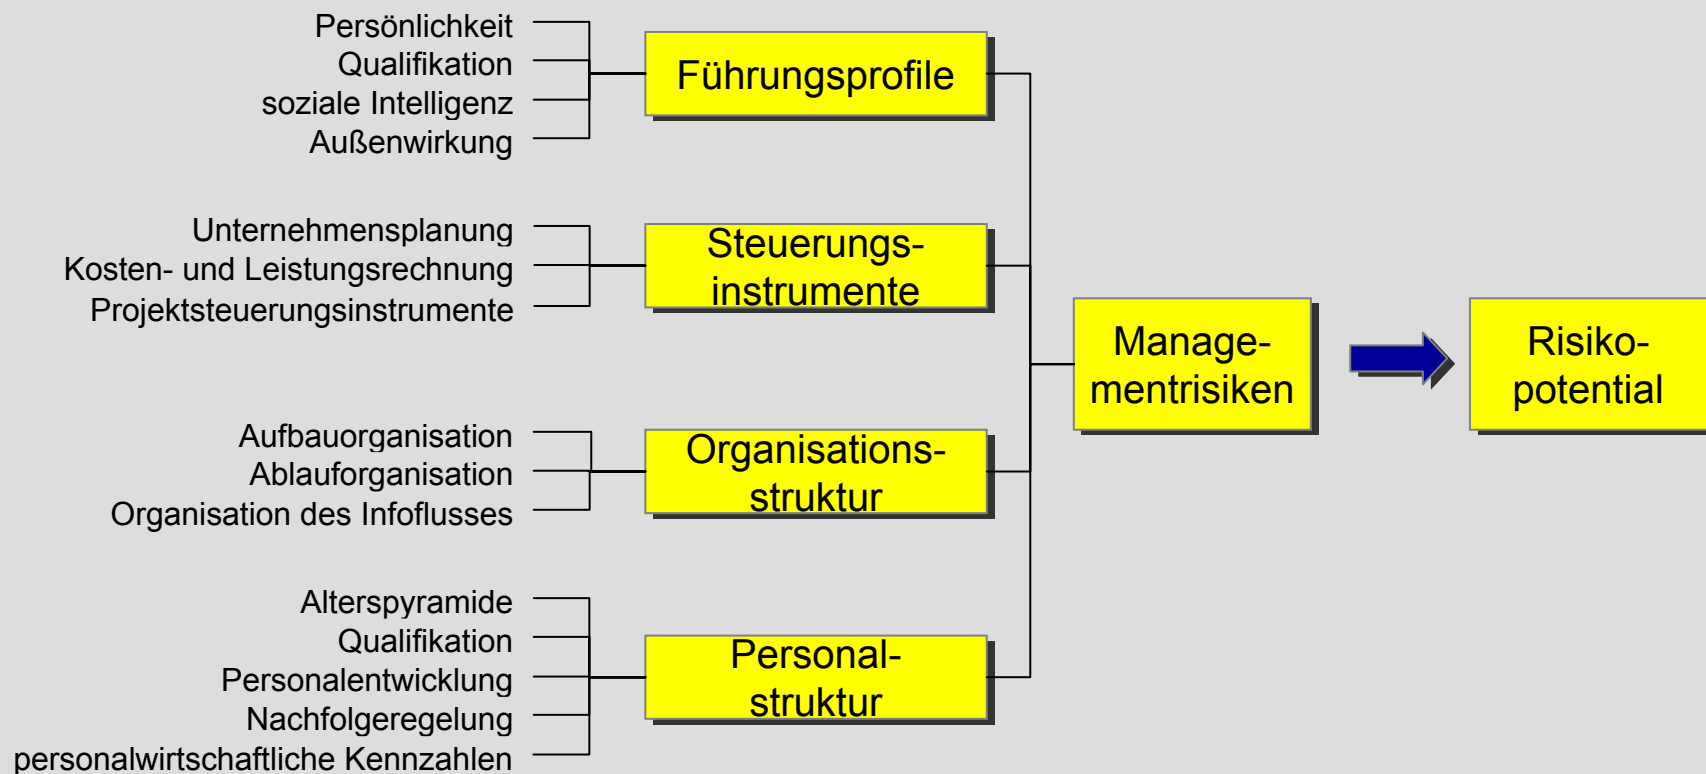 Persönlichkeit
Qualifikation
soziale Intelligenz
Außenwirkung
Führungsprofile
Unternehmensplanung
Kosten- und Leistungsrechnung
Projektsteuerungsinstrumente
Steuerungs-
instrumente
Aufbauorganisation
Ablauforganisation
Organisation des Infoflusses
Organisations-
struktur
Alterspyramide
Qualifikation
Personalentwicklung
Nachfolgeregelung
personalwirtschaftliche Kennzahlen
Personal-
struktur
Manage-
mentrisiken
Risiko-
potential